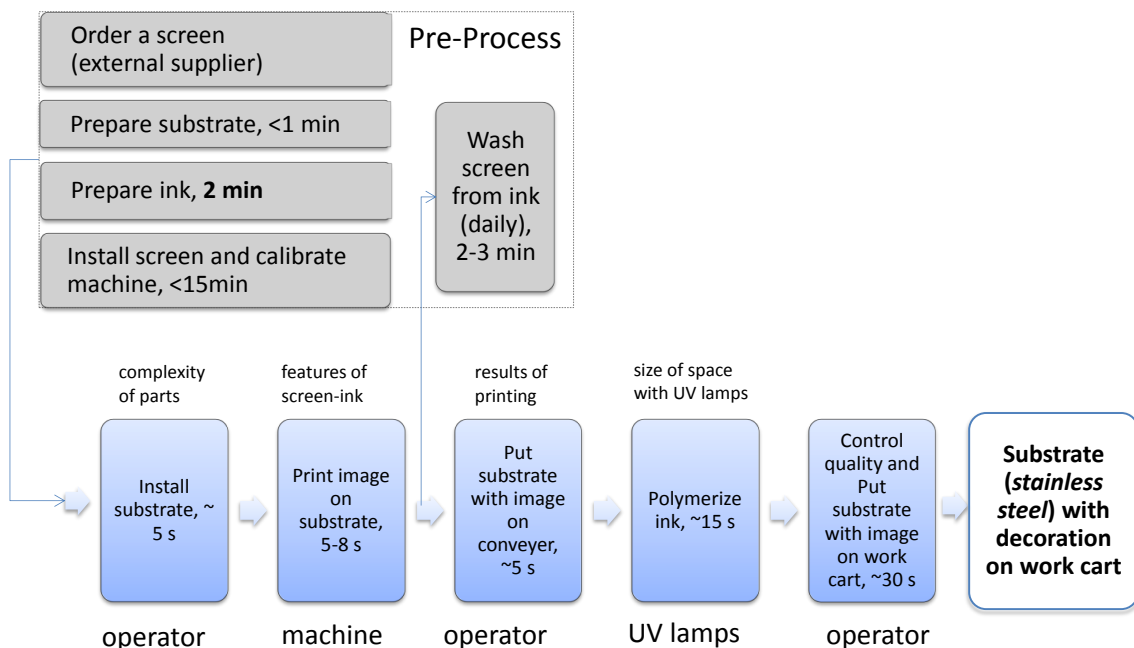 Order a screen
(external supplier)
Pre-Process
Prepare substrate, <1 min
Prepare ink, 2 min
Install screen and calibrate
machine, <15min
Wash
screen
from ink
(daily),
2-3 min
complexity
of parts
features of
screen-ink
results of
printing
size of space
with UV lamps
Install
substrate, ~
5 s
Print image
on
substrate,
5-8 s
Put
substrate
with image
on
conveyer,
~5 s
Polymerize
ink, ~15 s
Control
quality and
Put
substrate
with image
on work
cart, ~30 s
Substrate
(stainless
steel) with
decoration
on work cart
operator
machine
operator
UV lamps
operator